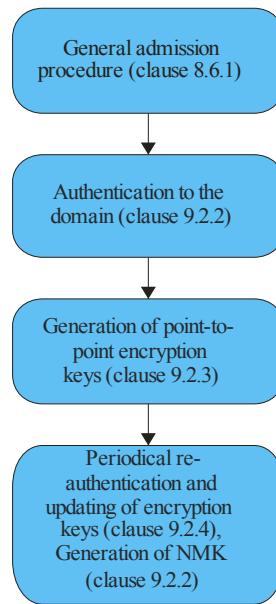 General admission
procedure (clause 8.6.1)
Authentication to the
domain (clause 9.2.2)
Generation of point-to-
point encryption
keys (clause 9.2.3)
Periodical re-
authentication and
updating of encryption
keys (clause 9.2.4),
Generation of NMK
(clause 9.2.2)